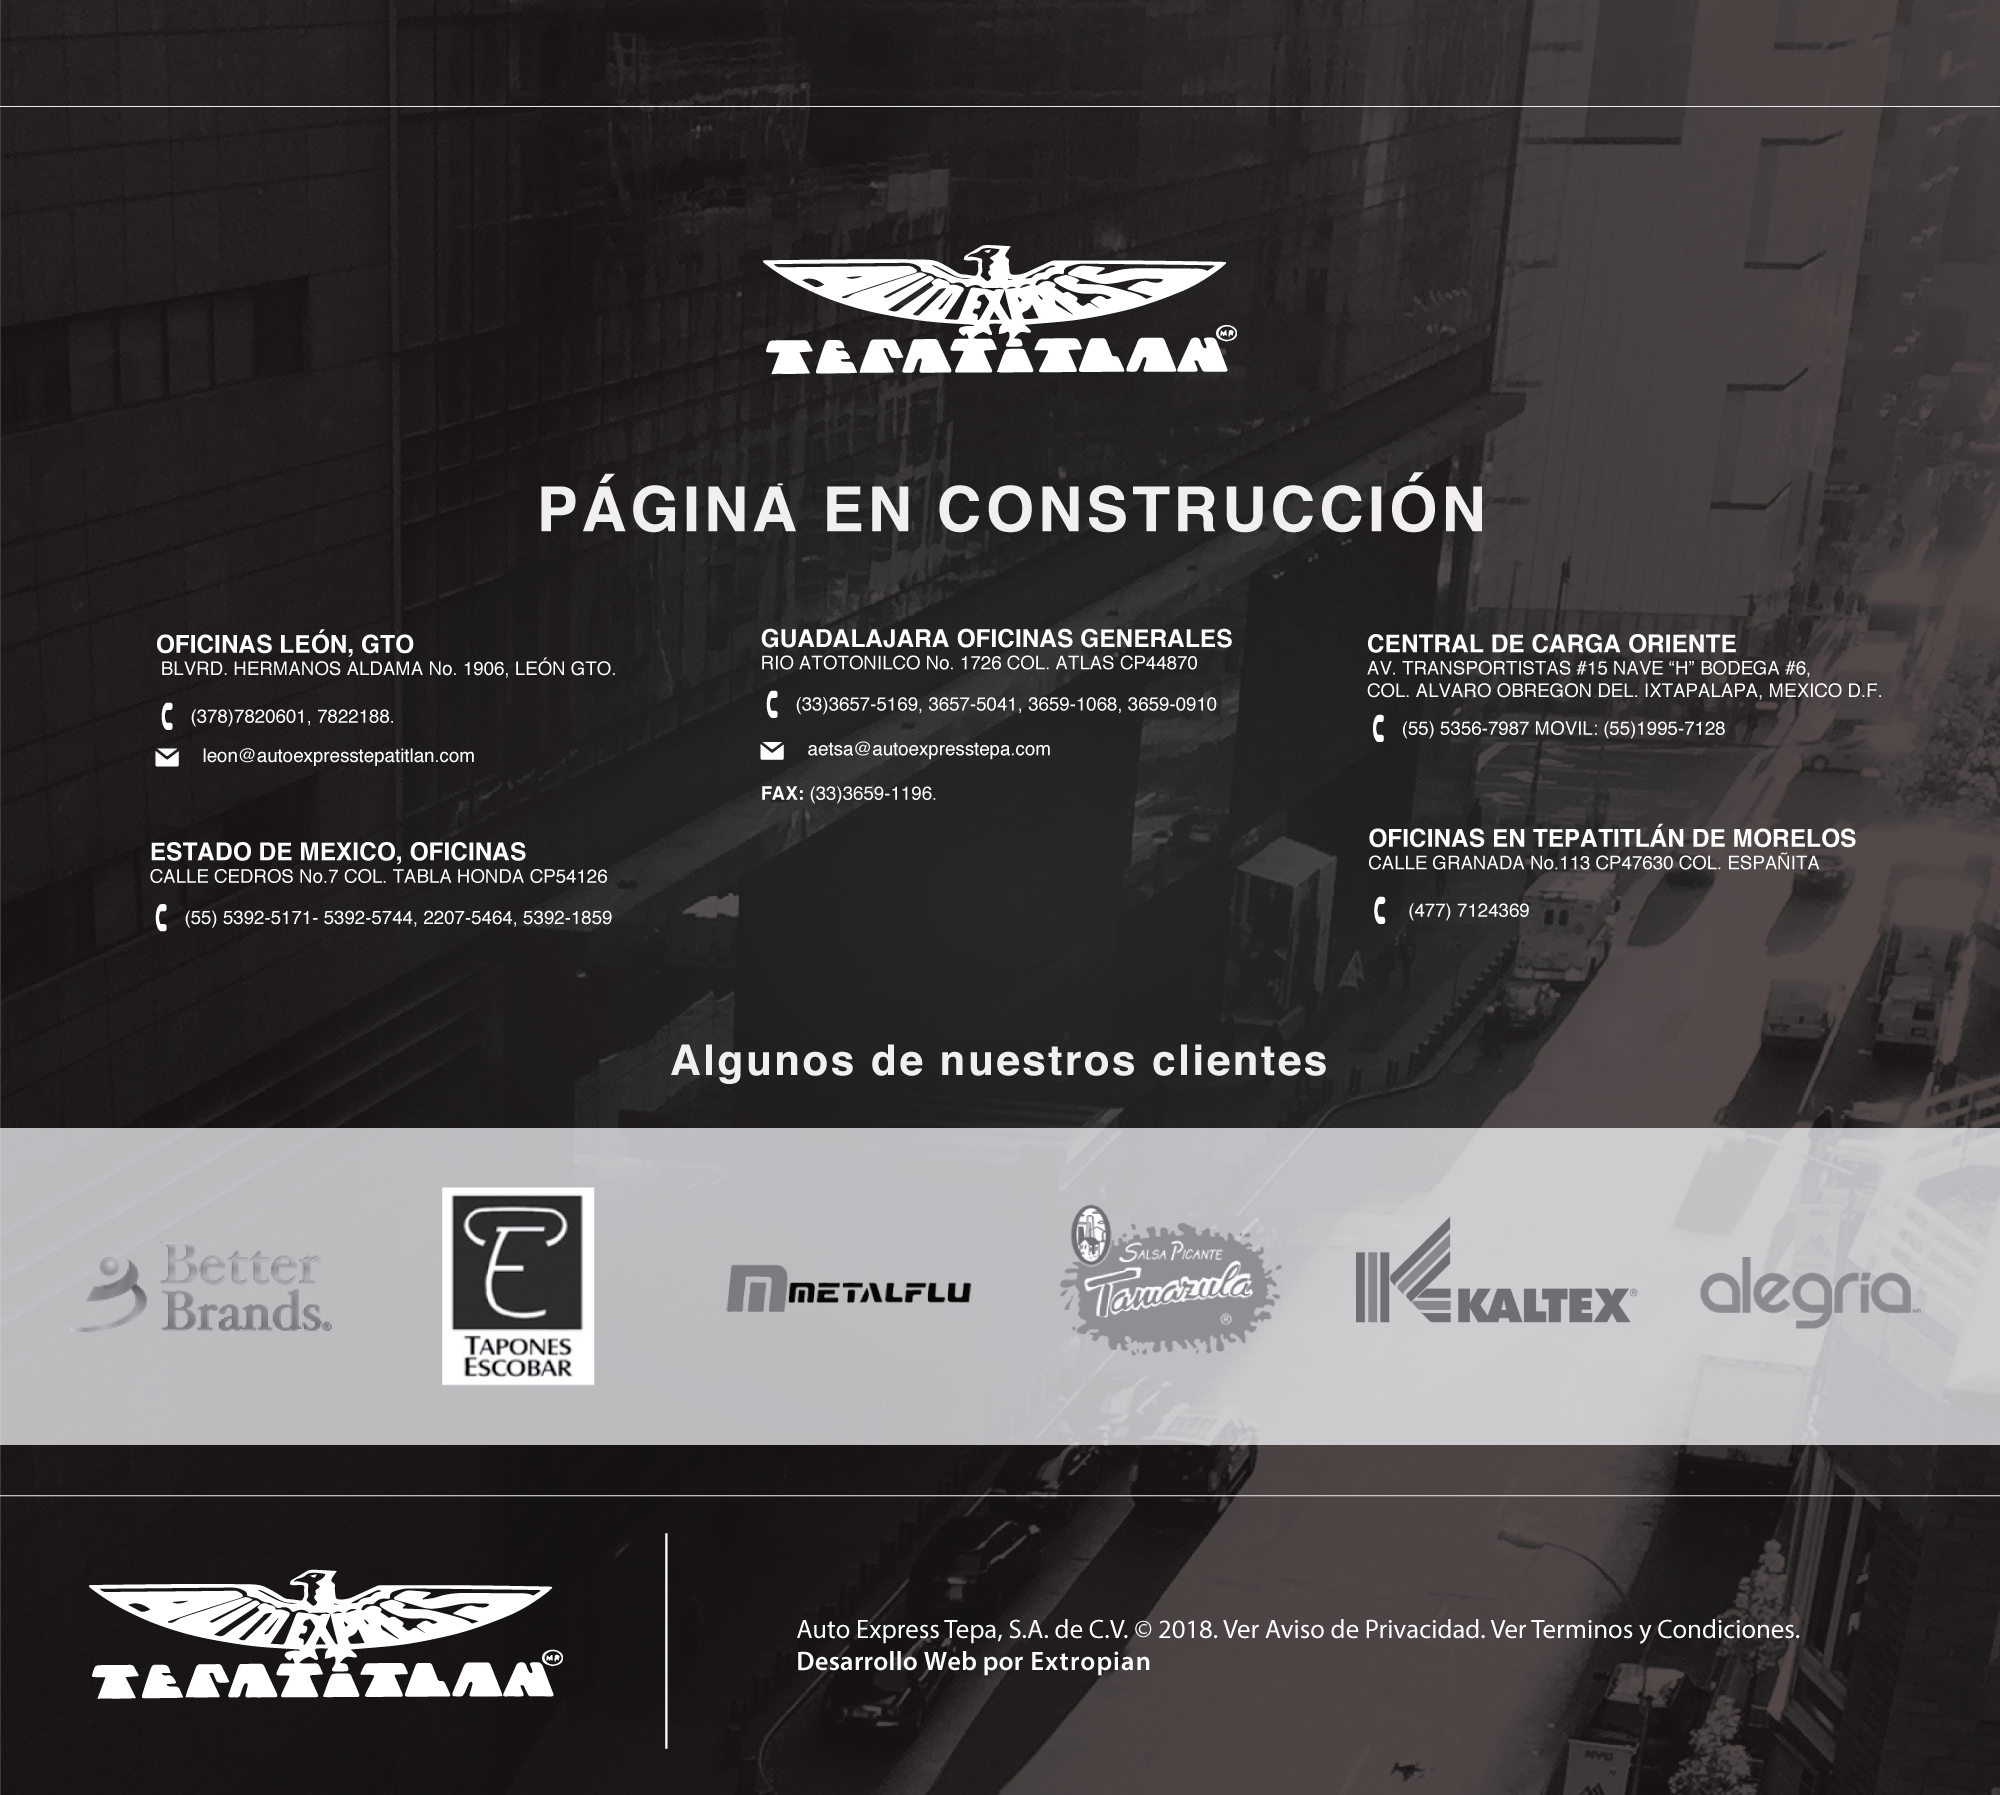 AUTO EXPRESS
TEPATITLAN MR
PÁGINA EN CONSTRUCCIÓN
OFICINAS LEÓN, GTO
BLVRD. HERMANOS ALDAMA No. 1906, LEÓN GTO.
(378)7820601, 7822188.
leon@autoexpresstepatitlan.com
GUADALAJARA OFICINAS GENERALES
RIO ATOTONILCO No. 1726 COL. ATLAS CP44870
(33)3657-5169, 3657-5041, 3659-1068, 3659-0910
aetsa@autoexpresstepa.com
FAX: (33)3659-1196.
CENTRAL DE CARGA ORIENTE
AV. TRANSPORTISTAS #15 NAVE “H” BODEGA #6,
COL. ALVARO OBREGON DEL. IXTAPALAPA, MEXICO D.F.
(55) 5356-7987 MOVIL: (55)1995-7128
ESTADO DE MEXICO, OFICINAS
CALLE CEDROS No.7 COL. TABLA HONDA CP54126
(55) 5392-5171- 5392-5744, 2207-5464, 5392-1859
OFICINAS EN TEPATITLÁN DE MORELOS
CALLE GRANADA No.113 CP47630 COL. ESPAÑITA
(477) 7124369
Algunos de nuestros clientes
Better
Brands®
E
TAPONES
ESCOBAR
METALFLU
SALSA PICANTE
Tamazula
®
KALTEX®
alegria
AUTO EXPRESS
TEPATITLAN MR
Auto Express Tepa, S.A. de C.V. © 2018. Ver Aviso de Privacidad. Ver Terminos y Condiciones.
Desarrollo Web por Extropian
NYC